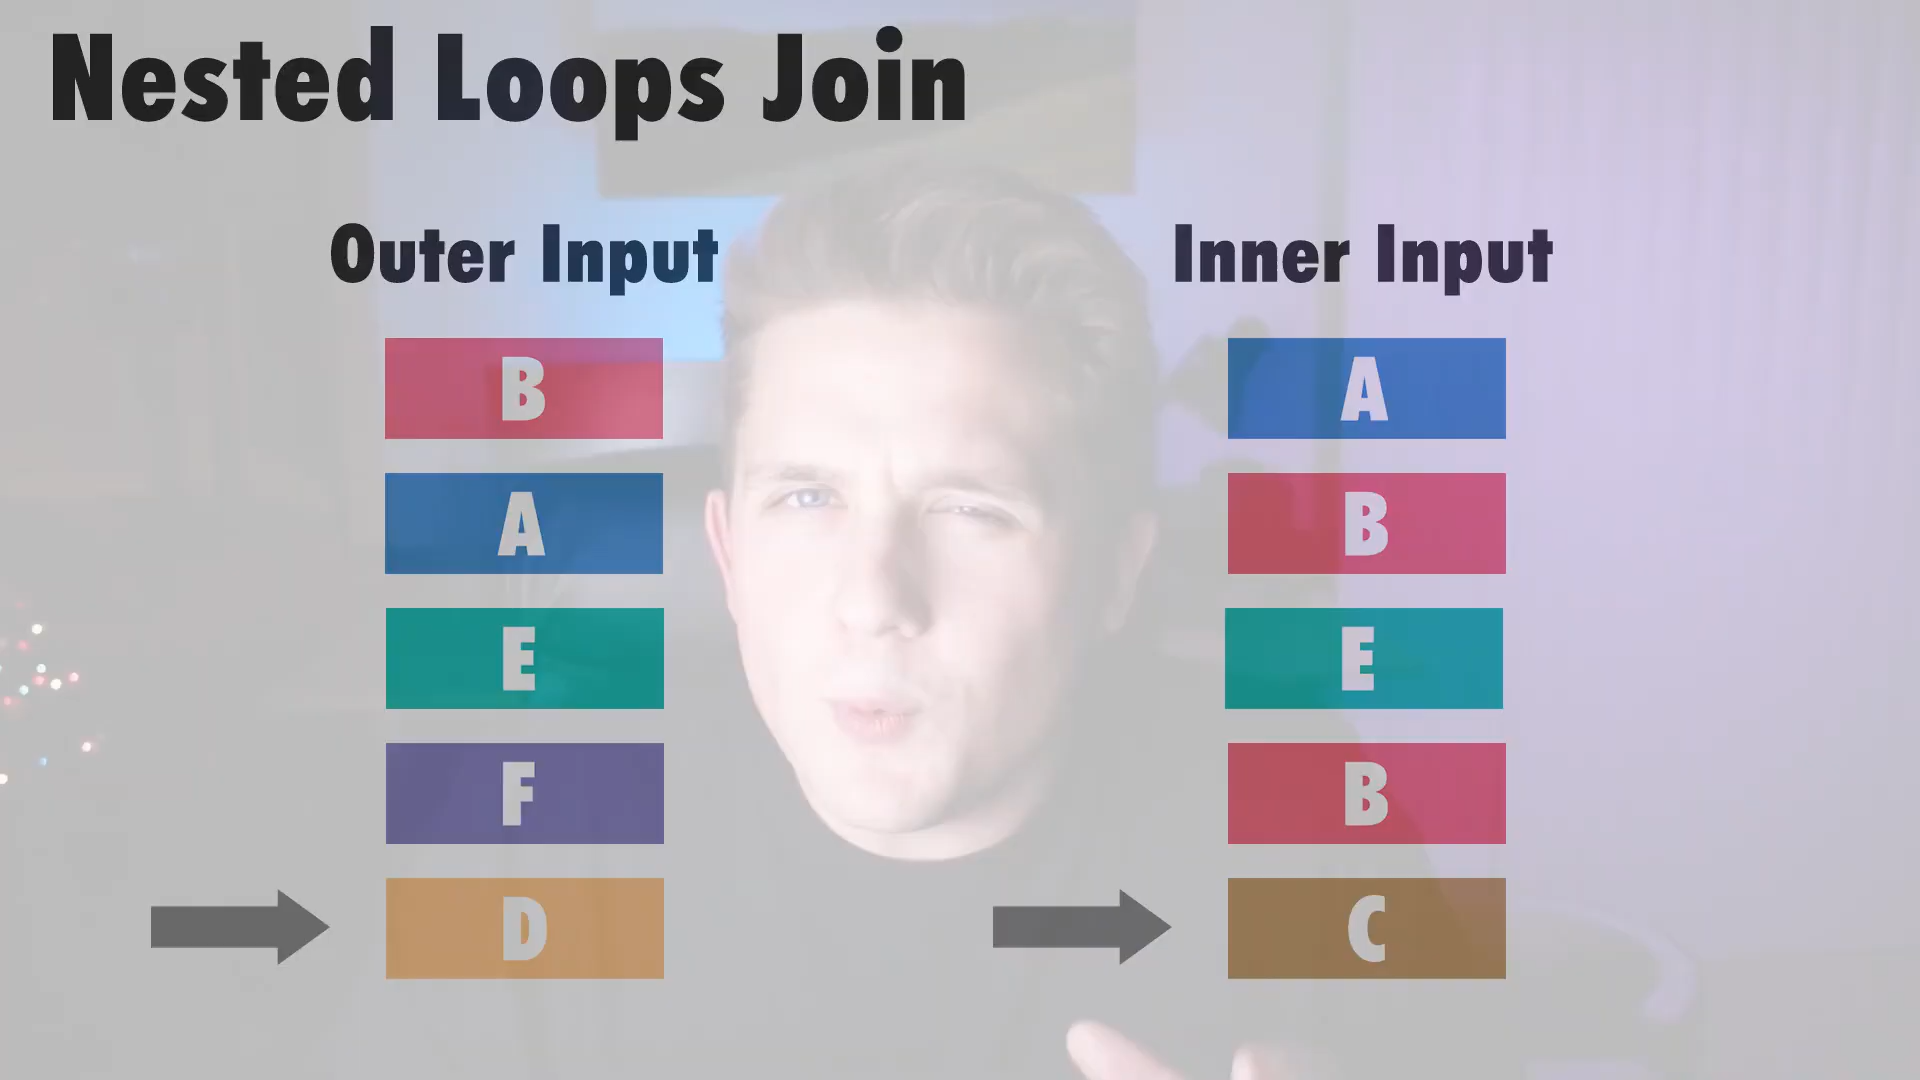 Nested Loops Join
Outer Input
Inner Input
B
A
A
B
E
E
F
B
D
C